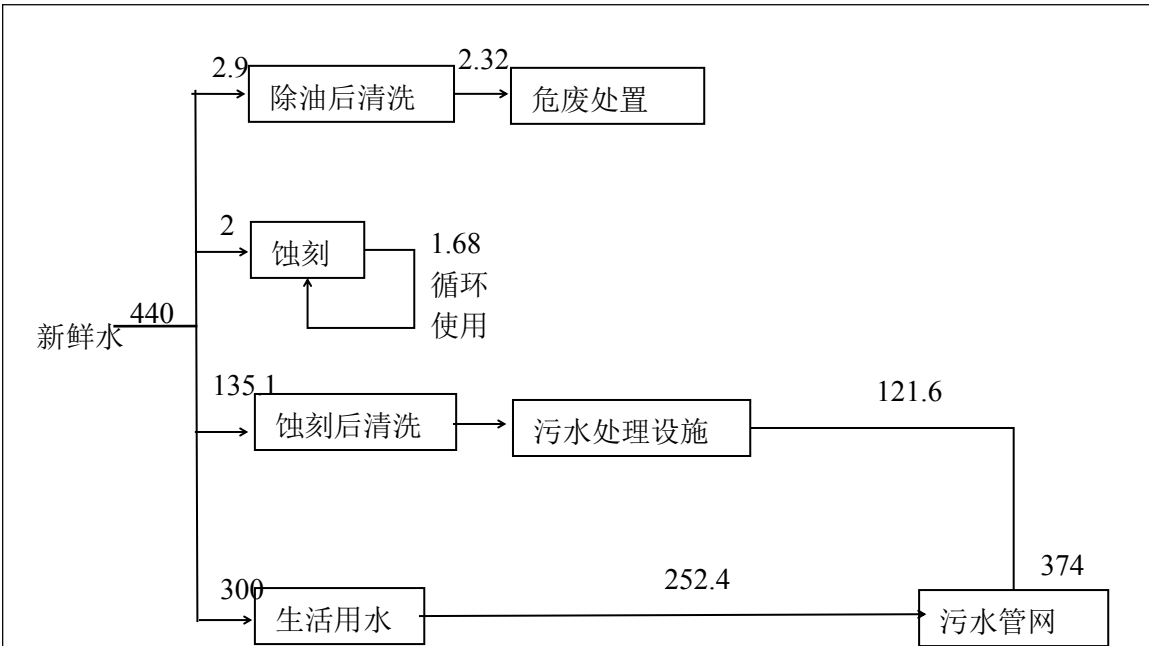 2.9
除油后清洗
2.32
危废处置
2
蚀刻
1.68
循环
使用
新鲜水
440
135.1
蚀刻后清洗
污水处理设施
121.6
300
生活用水
252.4
374
污水管网